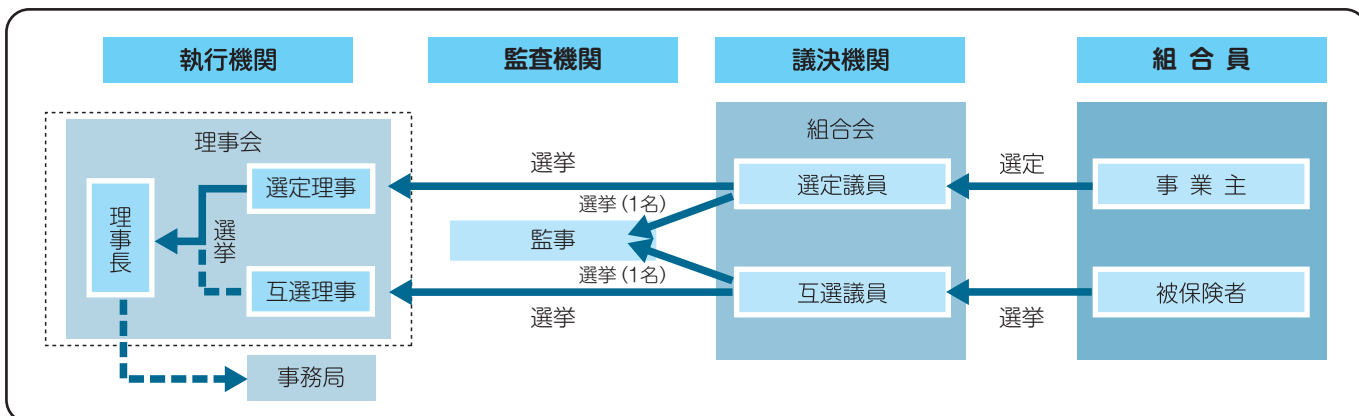 執行機関
監査機関
議決機関
組合員
理事会
組合会
選定理事
選挙
選定議員
選定
事業主
選挙（1名）
理事長
選挙
監事
選挙（1名）
互選理事
選挙
互選議員
選挙
被保険者
事務局